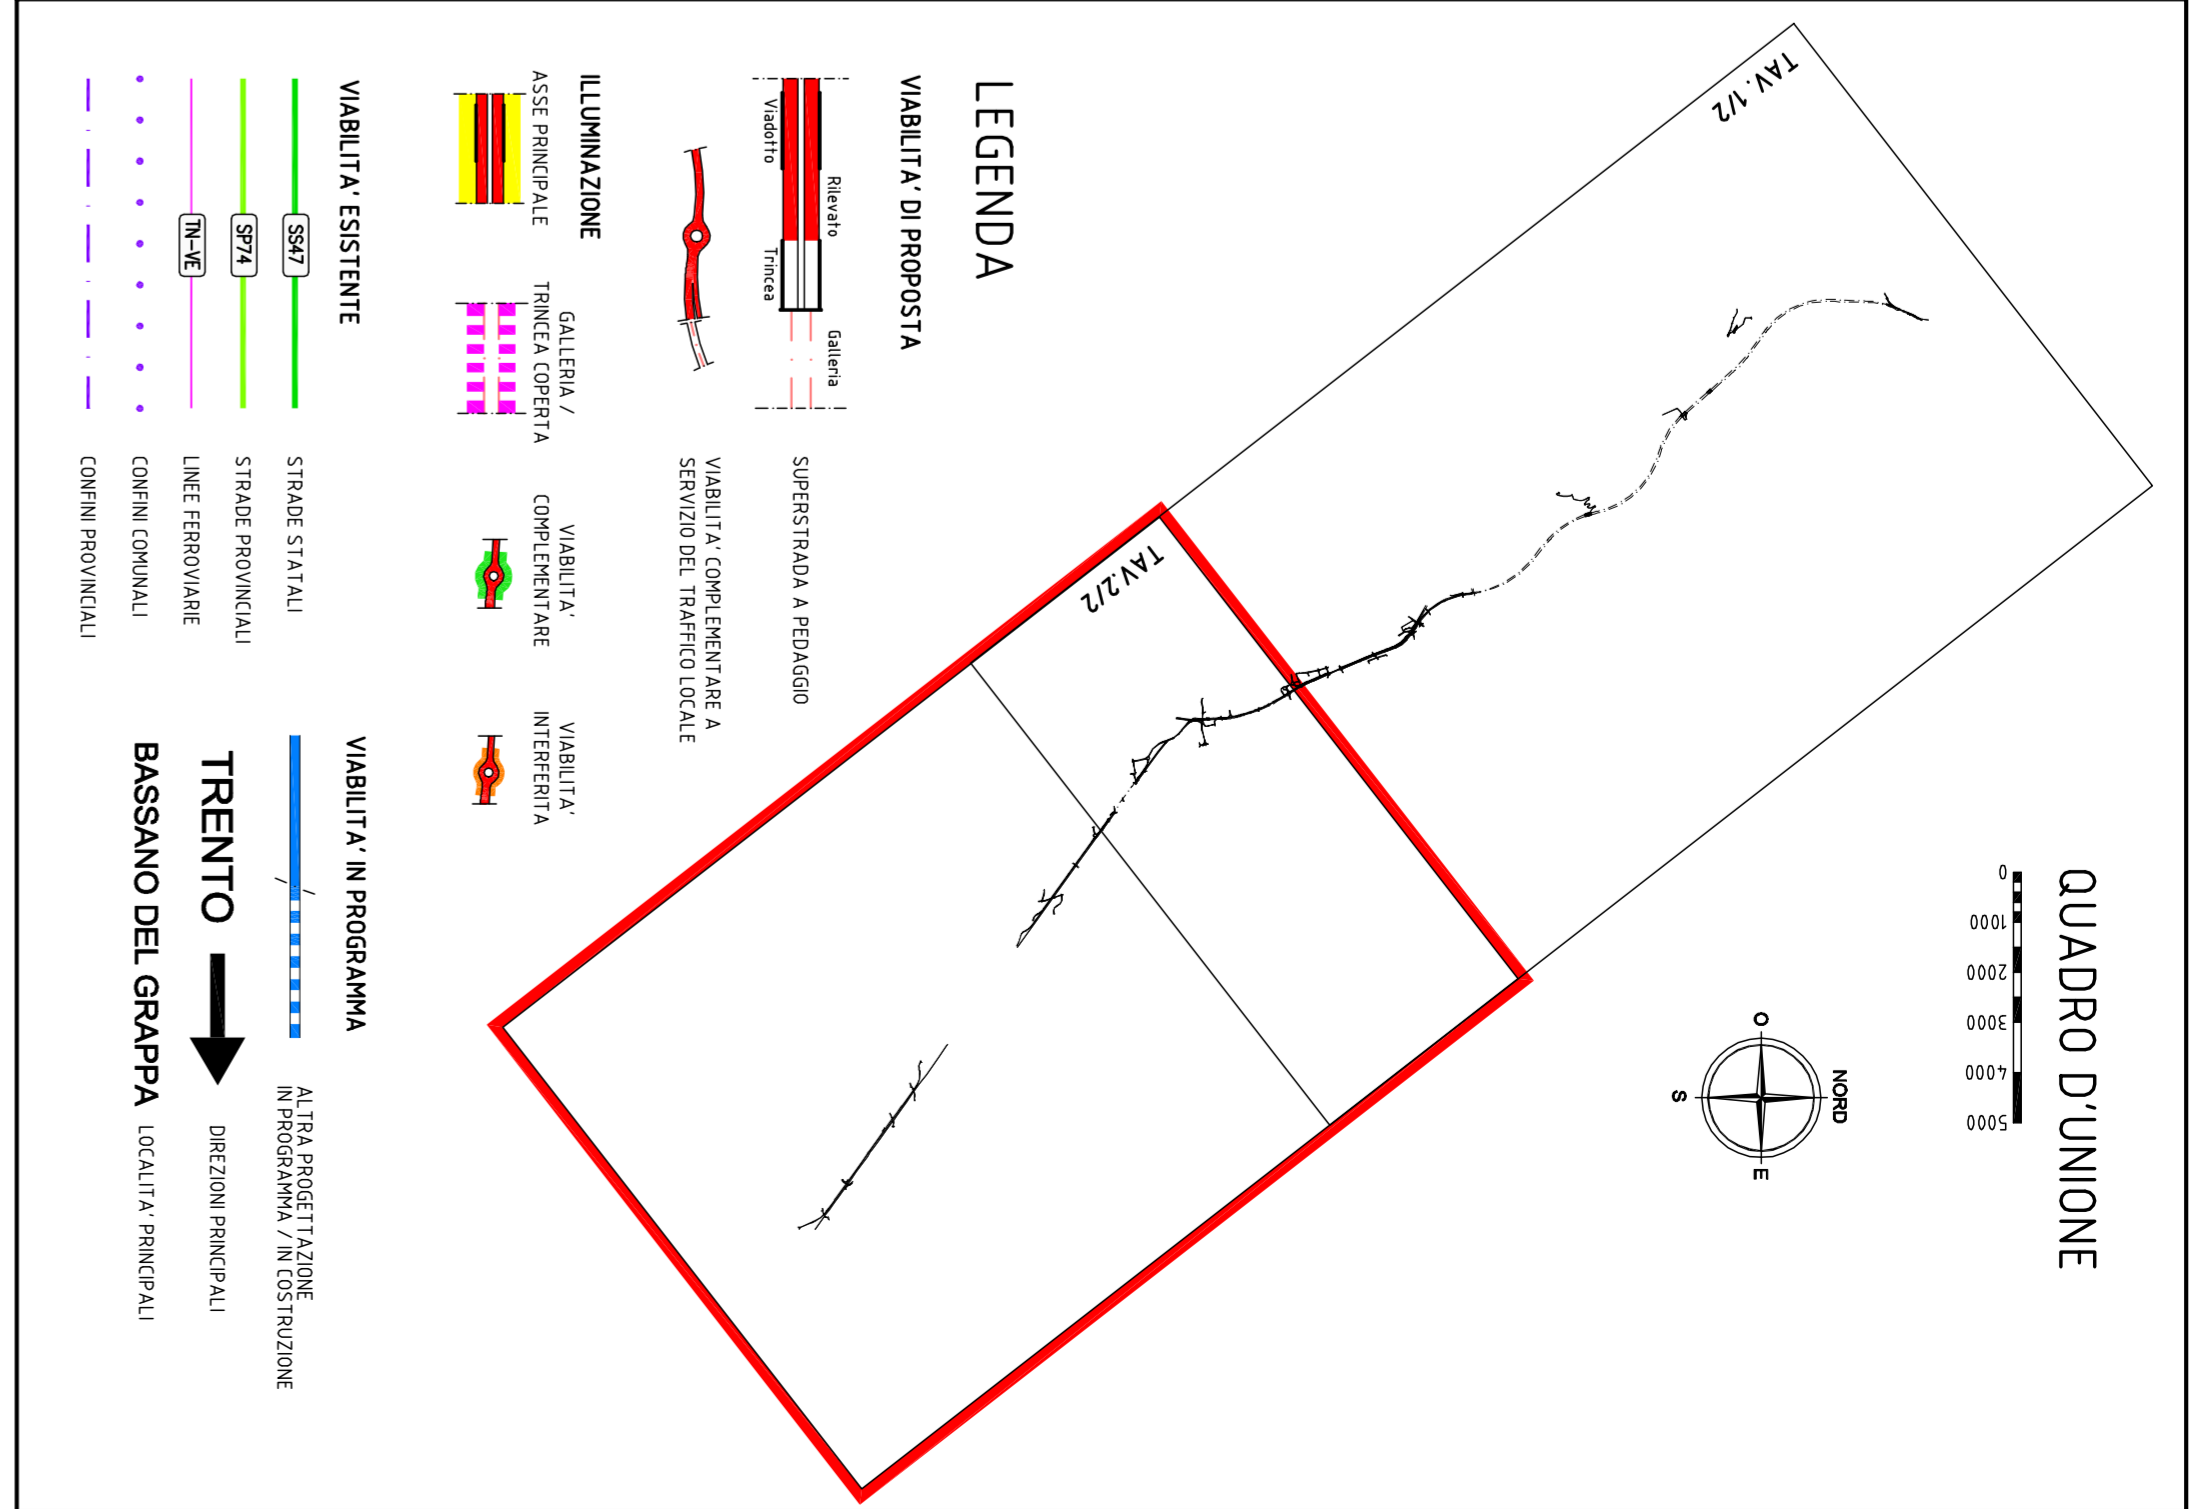 QUADRO D'UNIONE
0
1000
2000
3000
4000
5000
NORD
O
E
S
TAV. 1/2
TAV.2/2
LEGENDA
VIABILITA' DI PROPOSTA
Rilevato
Galleria
Viadotto
Trincea
SUPERSTRADA A PEDAGGIO
VIABILITA' COMPLEMENTARE A
SERVIZIO DEL TRAFFICO LOCALE
ILLUMINAZIONE
ASSE PRINCIPALE
GALLERIA /
TRINCEA COPERTA
VIABILITA'
COMPLEMENTARE
VIABILITA'
INTERFERITA
VIABILITA' ESISTENTE
SS47
STRADE STATALI
SP74
STRADE PROVINCIALI
TN-VE
LINEE FERROVIARIE
CONFINI COMUNALI
CONFINI PROVINCIALI
VIABILITA' IN PROGRAMMA
ALTRA PROGETTAZIONE
IN PROGRAMMA / IN COSTRUZIONE
TRENTO
DIREZIONI PRINCIPALI
BASSANO DEL GRAPPA
LOCALITA' PRINCIPALI